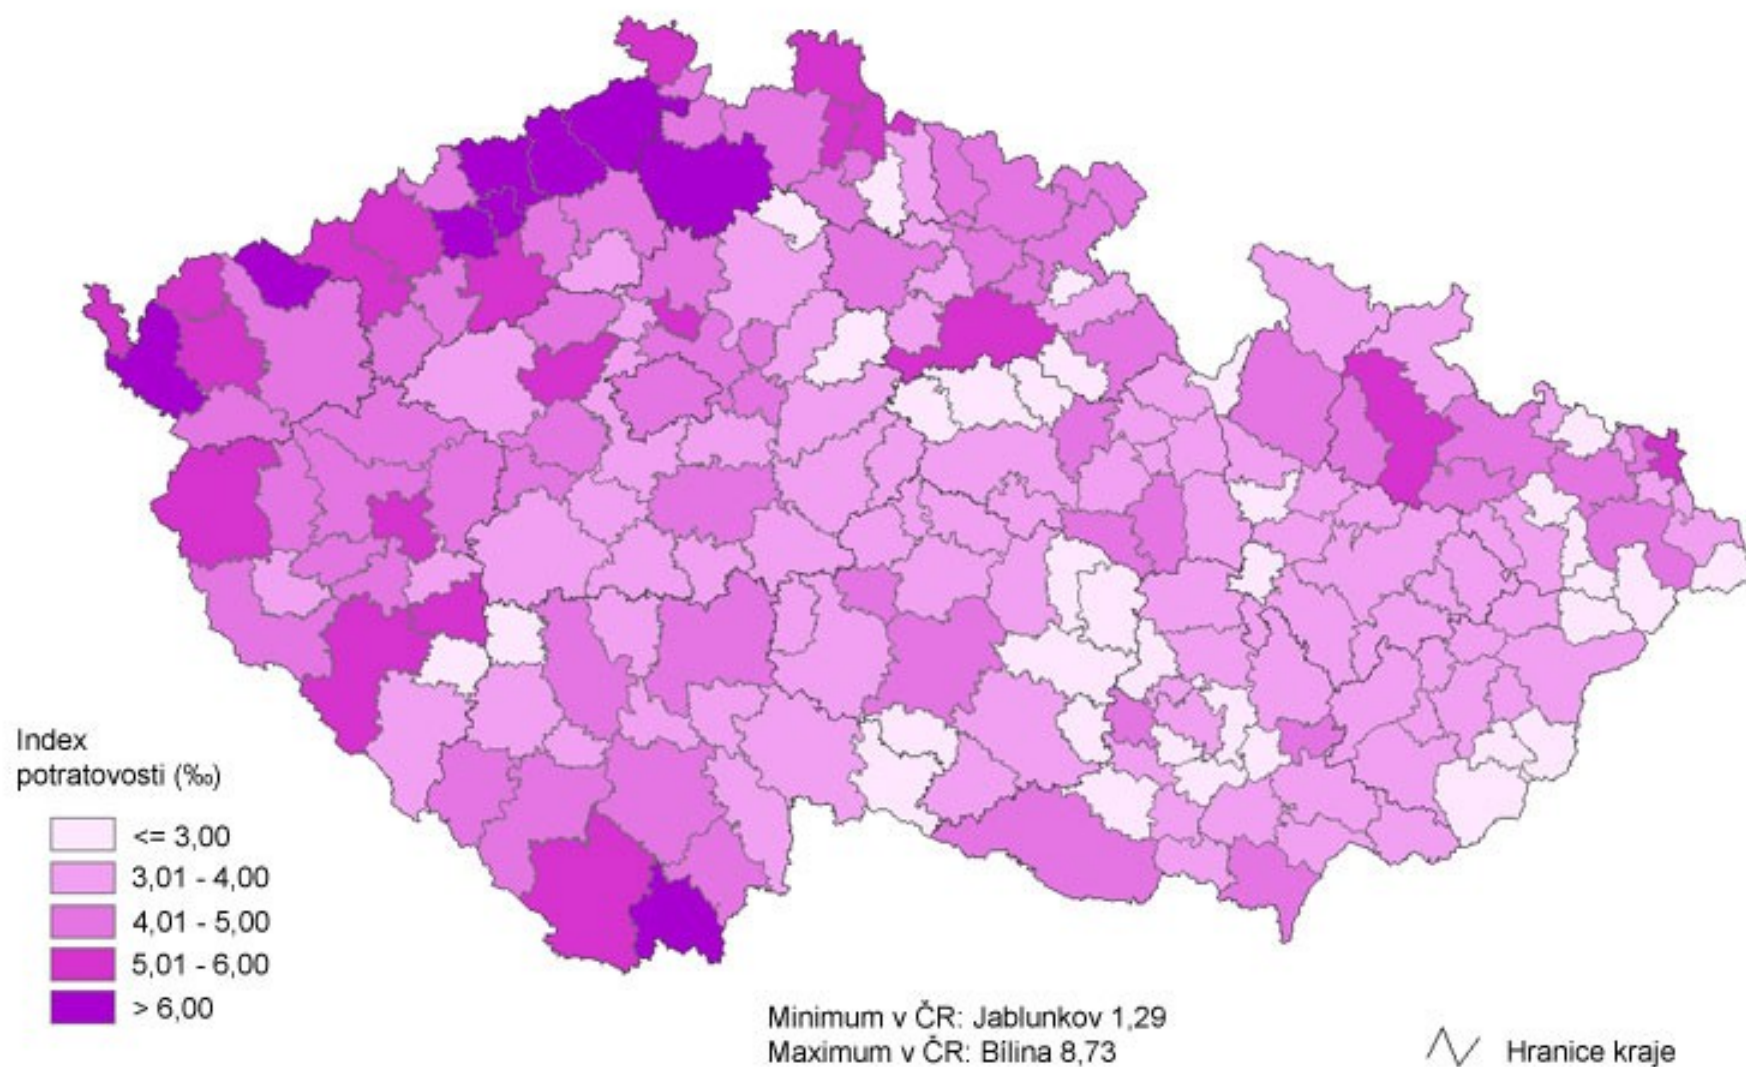 Index
potratovosti (‰)
<= 3,00
3,01 - 4,00
4,01 - 5,00
5,01 - 6,00
> 6,00
Minimum v ČR: Jablunkov 1,29
Maximum v ČR: Bílina 8,73
Hranice kraje